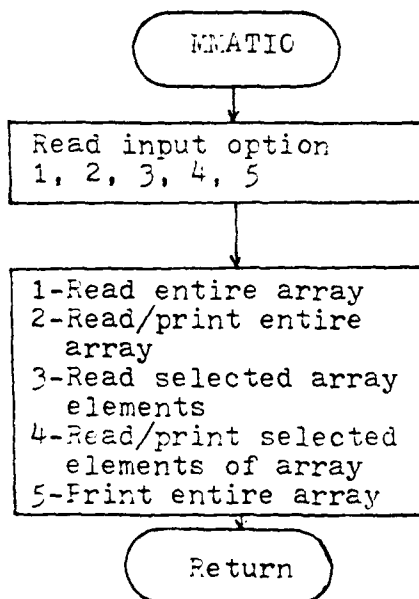 MMATIO
Read input option
1, 2, 3, 4, 5
1-Read entire array
2-Read/print entire
array
3-Read selected array
elements
4-Read/print selected
elements of array
5-Print entire array
Return